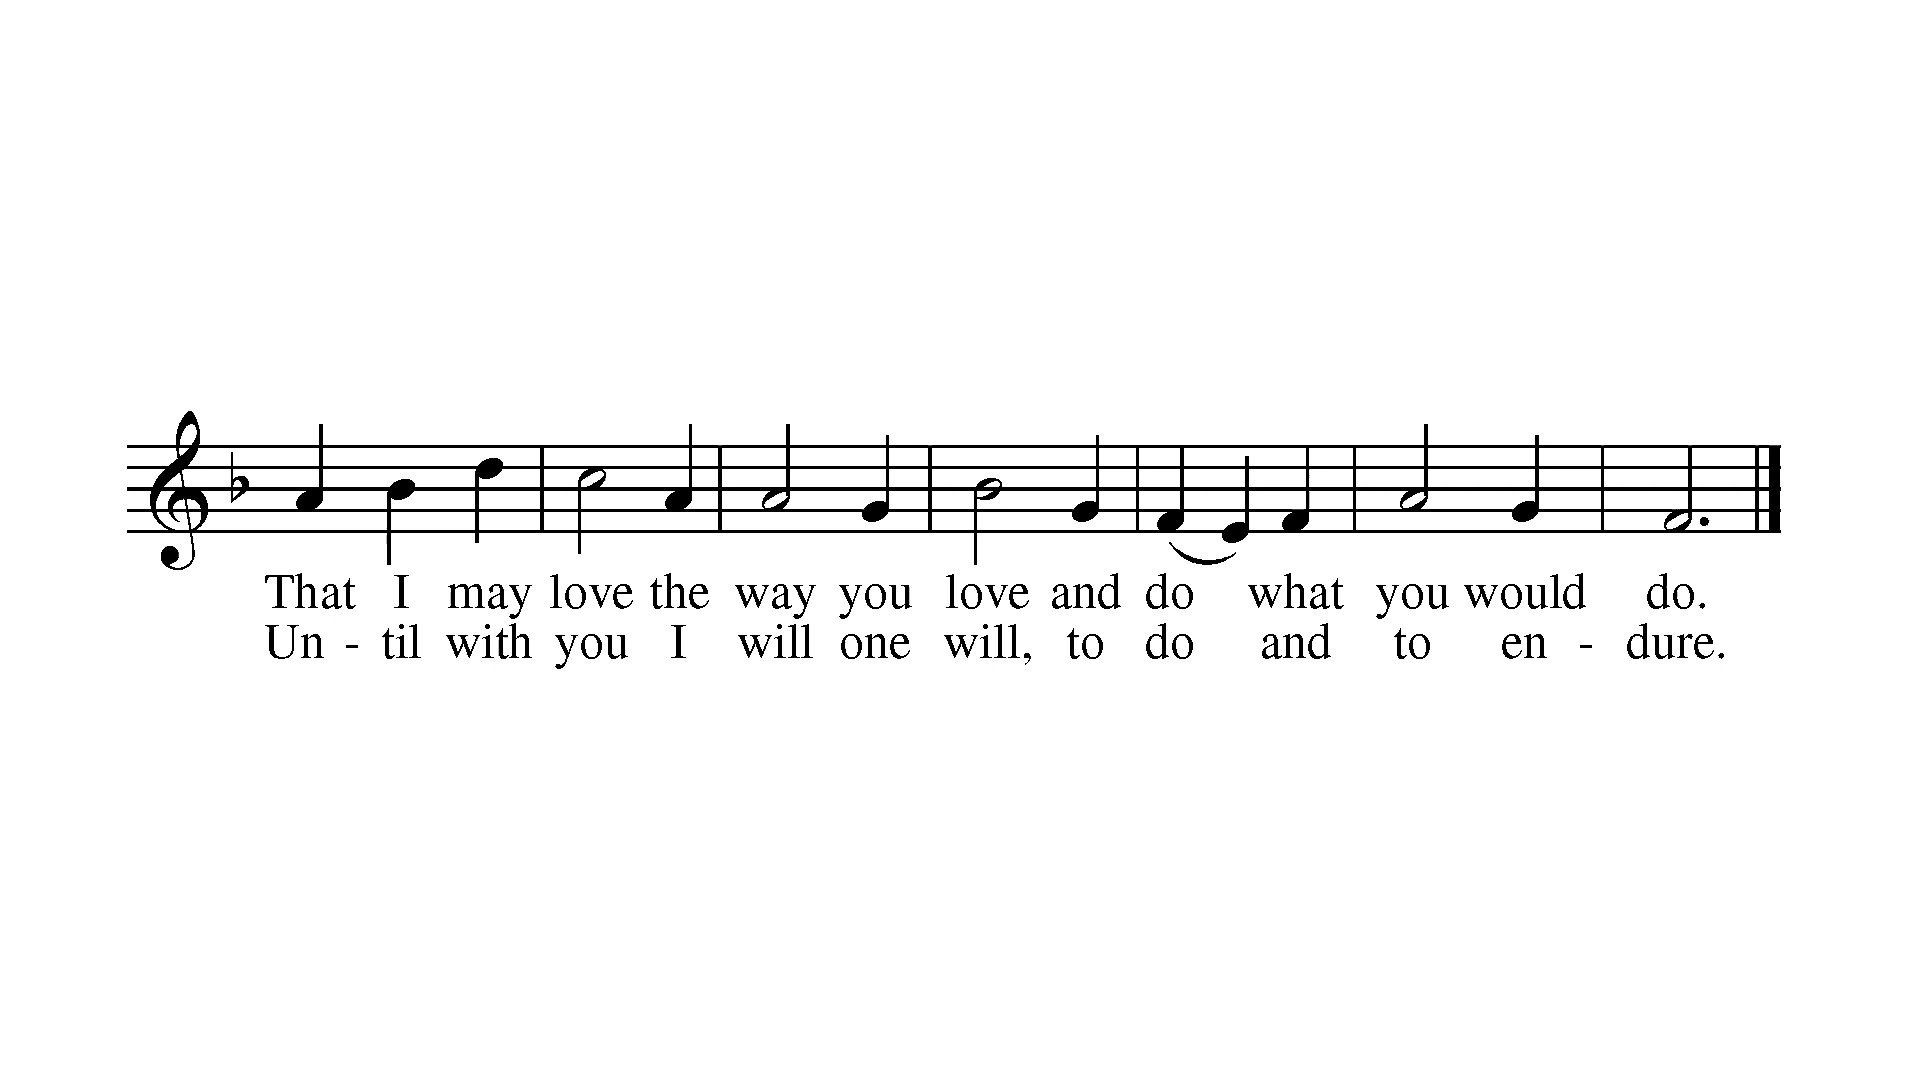 That I may love the way you love and do what you would do.
Un - til with you I will one will, to do and to en - dure.